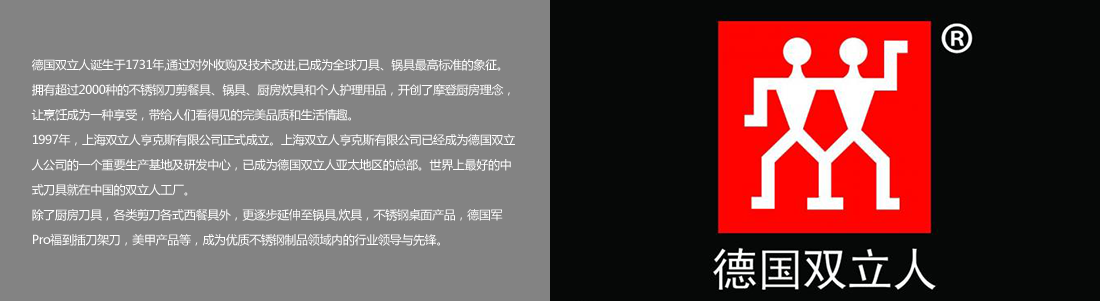 德国双立人诞生于1731年,通过对外收购及技术改进,已成为全球刀具、锅具最高标准的象征。
拥有超过2000种的不锈钢刀剪餐具、锅具、厨房炊具和个人护理用品，开创了摩登厨房理念，
让烹饪成为一种享受，带给人们看得见的完美品质和生活情趣。
1997年，上海双立人亨克斯有限公司正式成立。上海双立人亨克斯有限公司已经成为德国双立
人公司的一个重要生产基地及研发中心，已成为德国双立人亚太地区的总部。世界上最好的中
式刀具就在中国的双立人工厂。
除了厨房刀具，各类剪刀各式西餐具外，更逐步延伸至锅具,炊具，不锈钢桌面产品，德国军
Pro福到插刀架刀，美甲产品等，成为优质不锈钢制品领域内的行业领导与先锋。
®
德国双立人